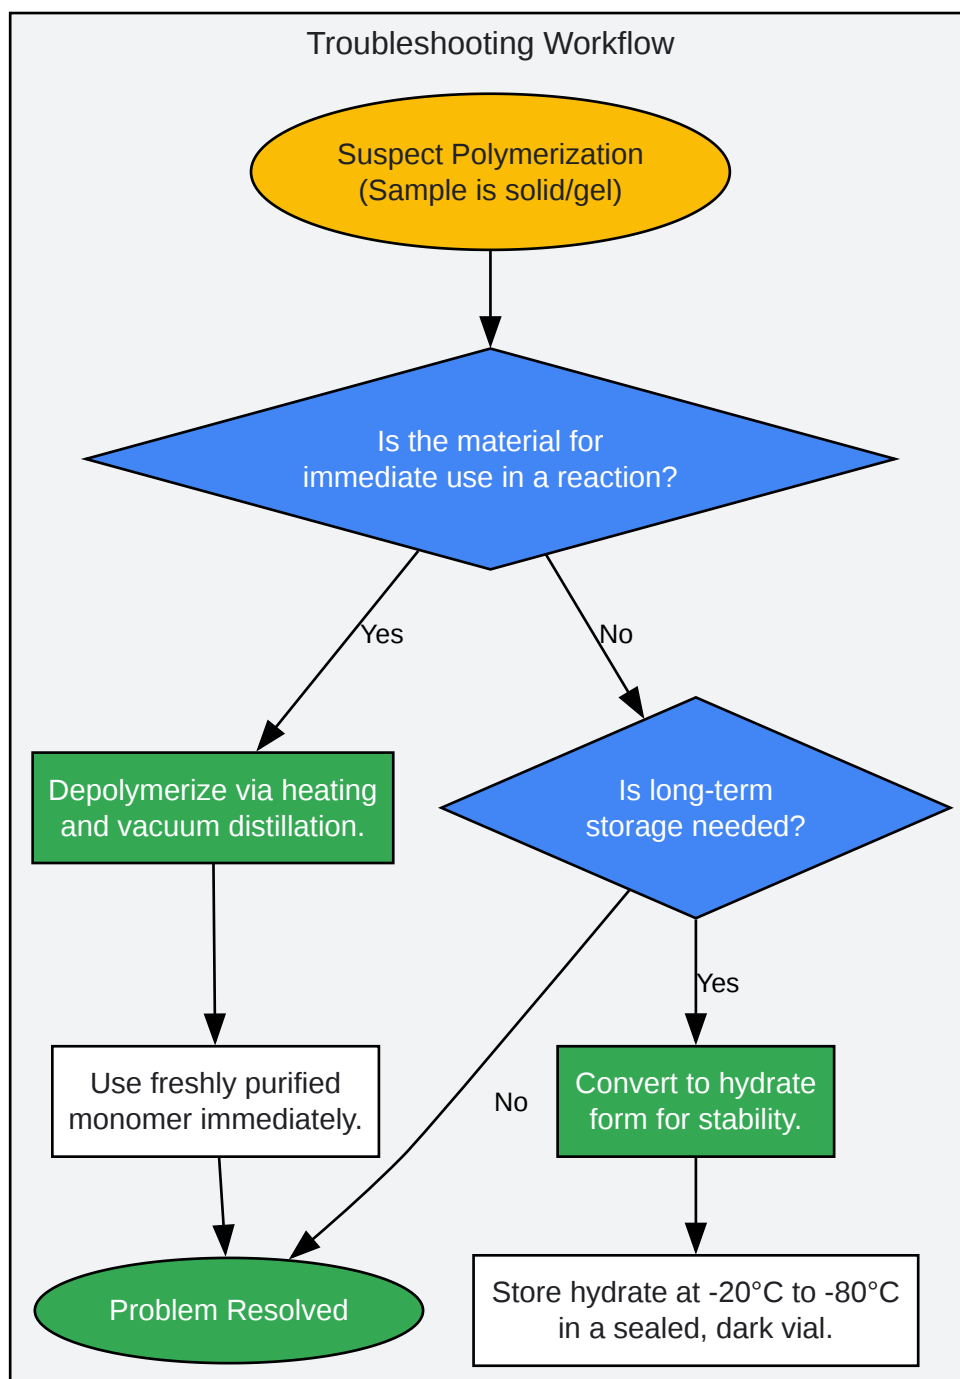 Troubleshooting Workflow
Suspect Polymerization
(Sample is solid/gel)
Is the material for
immediate use in a reaction?
Yes
No
Depolymerize via heating
and vacuum distillation.
Is long-term
storage needed?
Yes
Use freshly purified
monomer immediately.
No
Convert to hydrate
form for stability.
Problem Resolved
Store hydrate at -20°C to -80°C
in a sealed, dark vial.